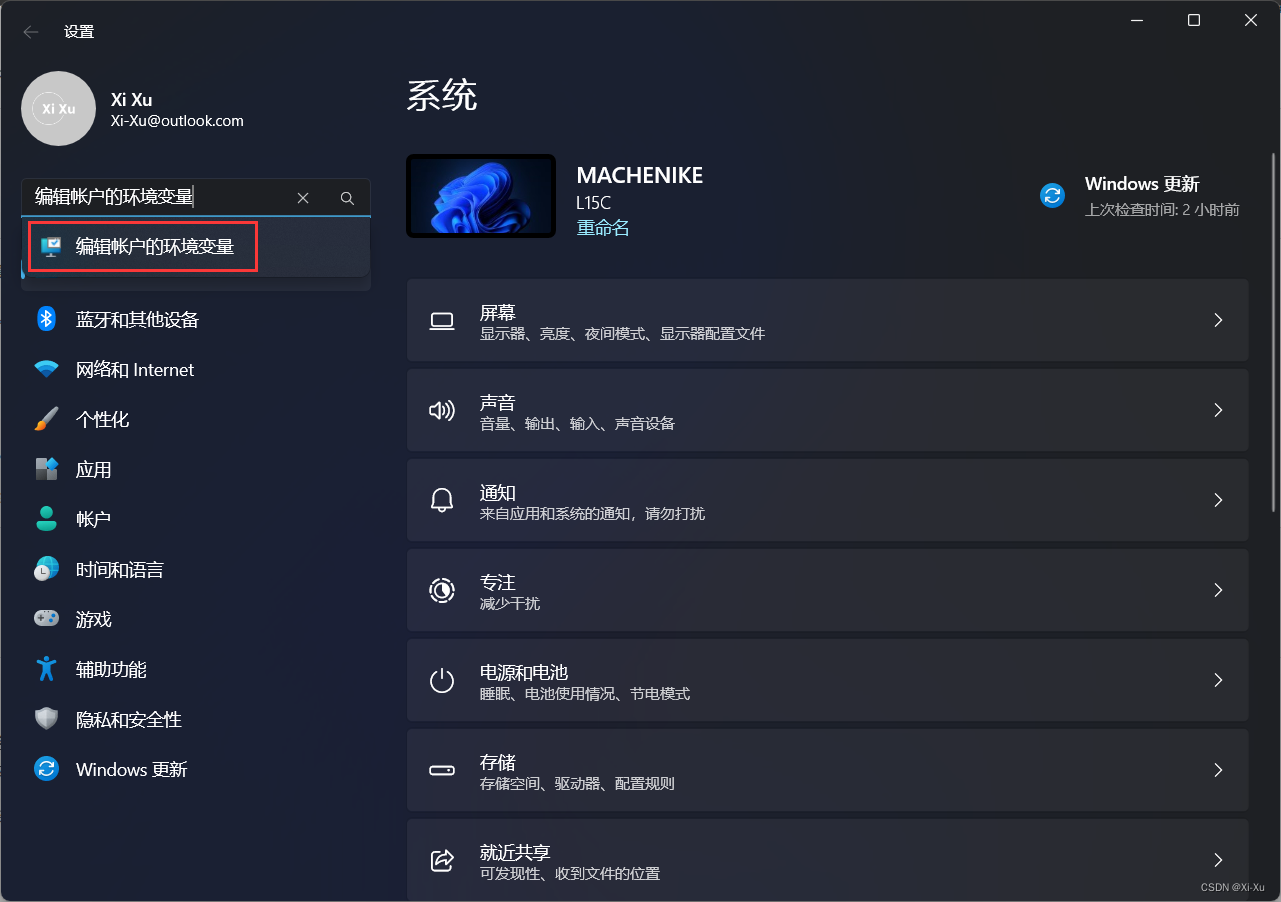 设置
Xi Xu
Xi Xu
Xi-Xu@outlook.com
编辑帐户的环境变量
编辑帐户的环境变量
蓝牙和其他设备
网络和 Internet
个性化
应用
帐户
时间和语言
游戏
辅助功能
隐私和安全性
Windows 更新
系统
MACHENIKE
L15C
重命名
Windows 更新
上次检查时间: 2 小时前
屏幕
显示器、亮度、夜间模式、显示器配置文件
声音
音量、输出、输入、声音设备
通知
来自应用和系统的通知，请勿打扰
专注
减少干扰
电源和电池
睡眠、电池使用情况、节电模式
存储
存储空间、驱动器、配置规则
就近共享
可发现性、收到文件的位置
CSDN @Xi-Xu